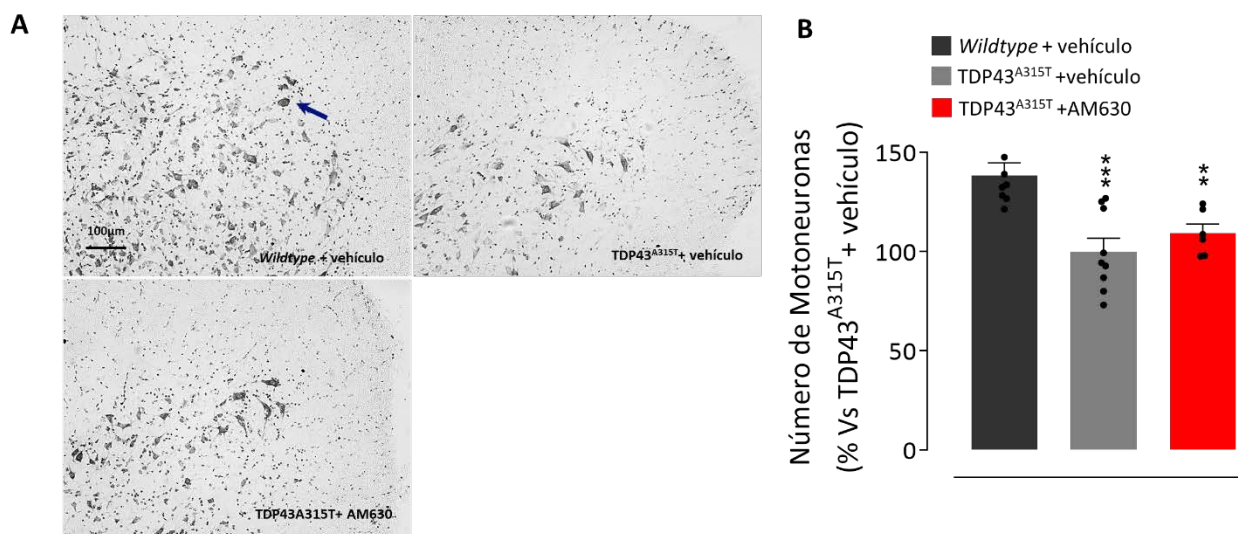 A
100µm
Wildtype + vehículo
TDP43A315T+ vehículo
TDP43A315T+ AM630
B
Wildtype + vehículo
TDP43A315T +vehículo
TDP43A315T +AM630
Número de Motoneuronas
(% Vs TDP43A315T + vehículo)
150
100
50
0
***
**